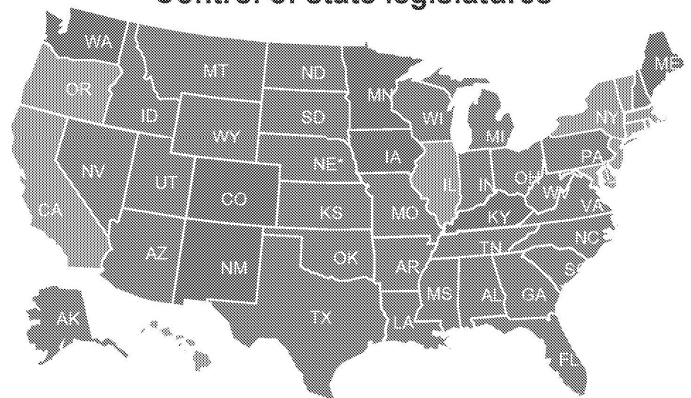 Control of state legislatures
WA
ME
MT
ND
OR
MN
ID
SD
WI
NY
WY
MI
NE*
IA
PA
NV
UT
CO
IL
IN
OH
WV
VA
CA
KS
MO
KY
NC
AZ
NM
OK
AR
TN
SC
MS
AL
GA
AK
TX
LA
FL